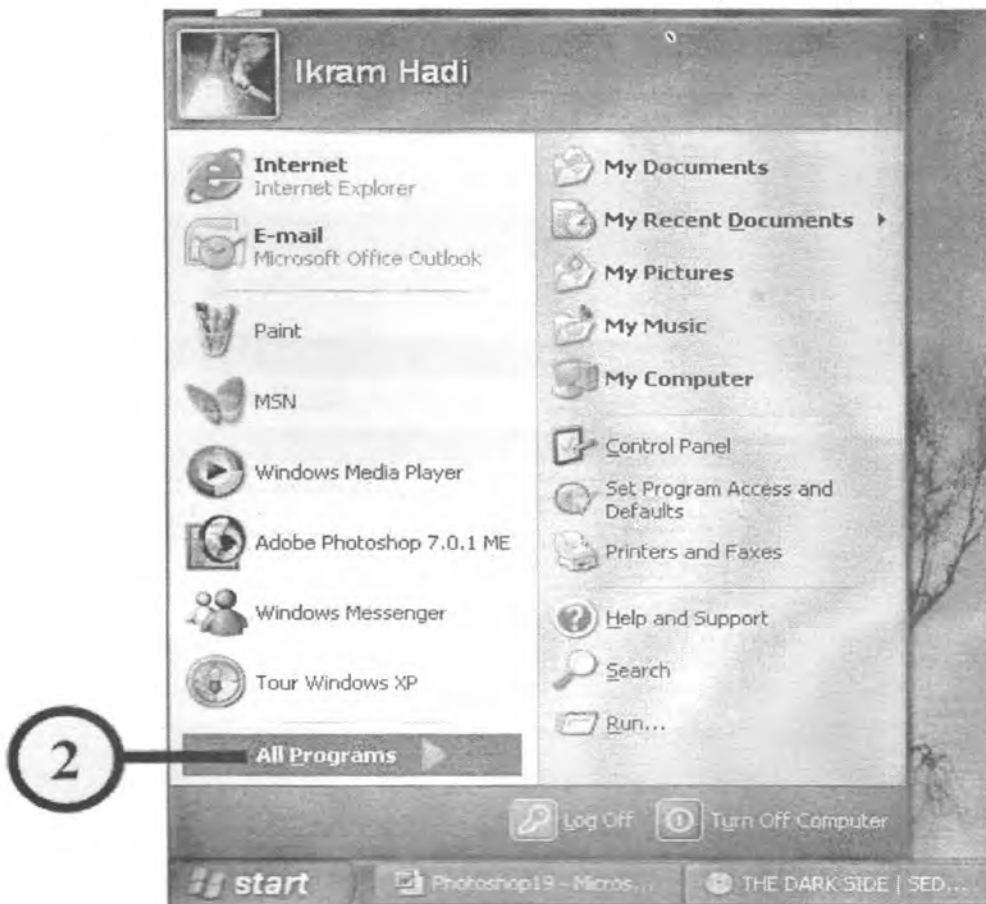 Ikram Hadi
Internet
Internet Explorer
E-mail
Microsoft Office Outlook
Paint
MSN
Windows Media Player
Adobe Photoshop 7.0.1 ME
Windows Messenger
Tour Windows XP
2
All Programs
My Documents
My Recent Documents
My Pictures
My Music
My Computer
Control Panel
Set Program Access and
Defaults
Printers and Faxes
Help and Support
Search
Run...
Log Off
Turn Off Computer
start
Photoshop19 - Micros...
THE DARK SIDE | SED...